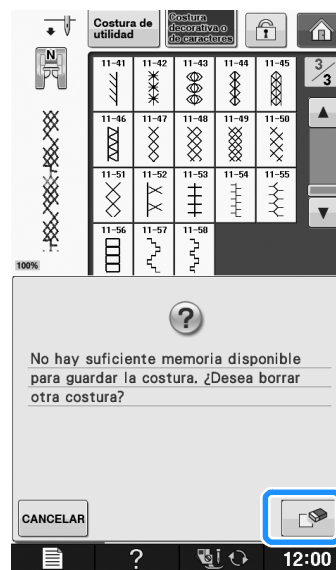 Costura de
utilidad
Costura
decorativa o
de caracteres
N
11-41 11-42 11-43 11-44 11-45
3/3
11-46 11-47 11-48 11-49 11-50
11-51 11-52 11-53 11-54 11-55
11-56 11-57 11-58
100%
?
No hay suficiente memoria disponible
para guardar la costura. ¿Desea borrar
otra costura?
CANCELAR
? 12:00